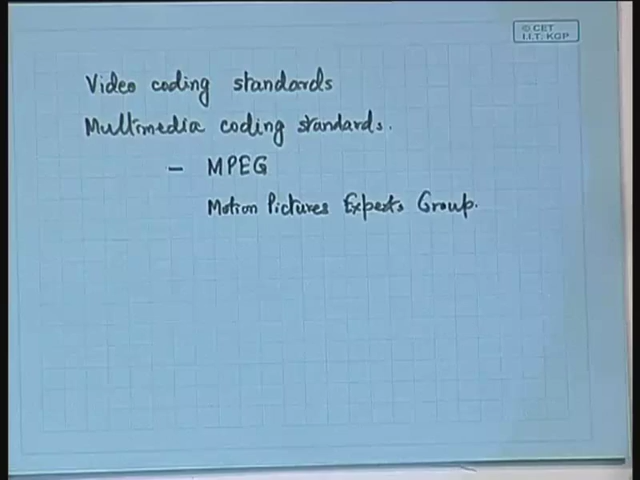 © CET
I.I.T. KGP
Video coding standards
Multimedia coding standards.
– MPEG
Motion Pictures Experts Group.